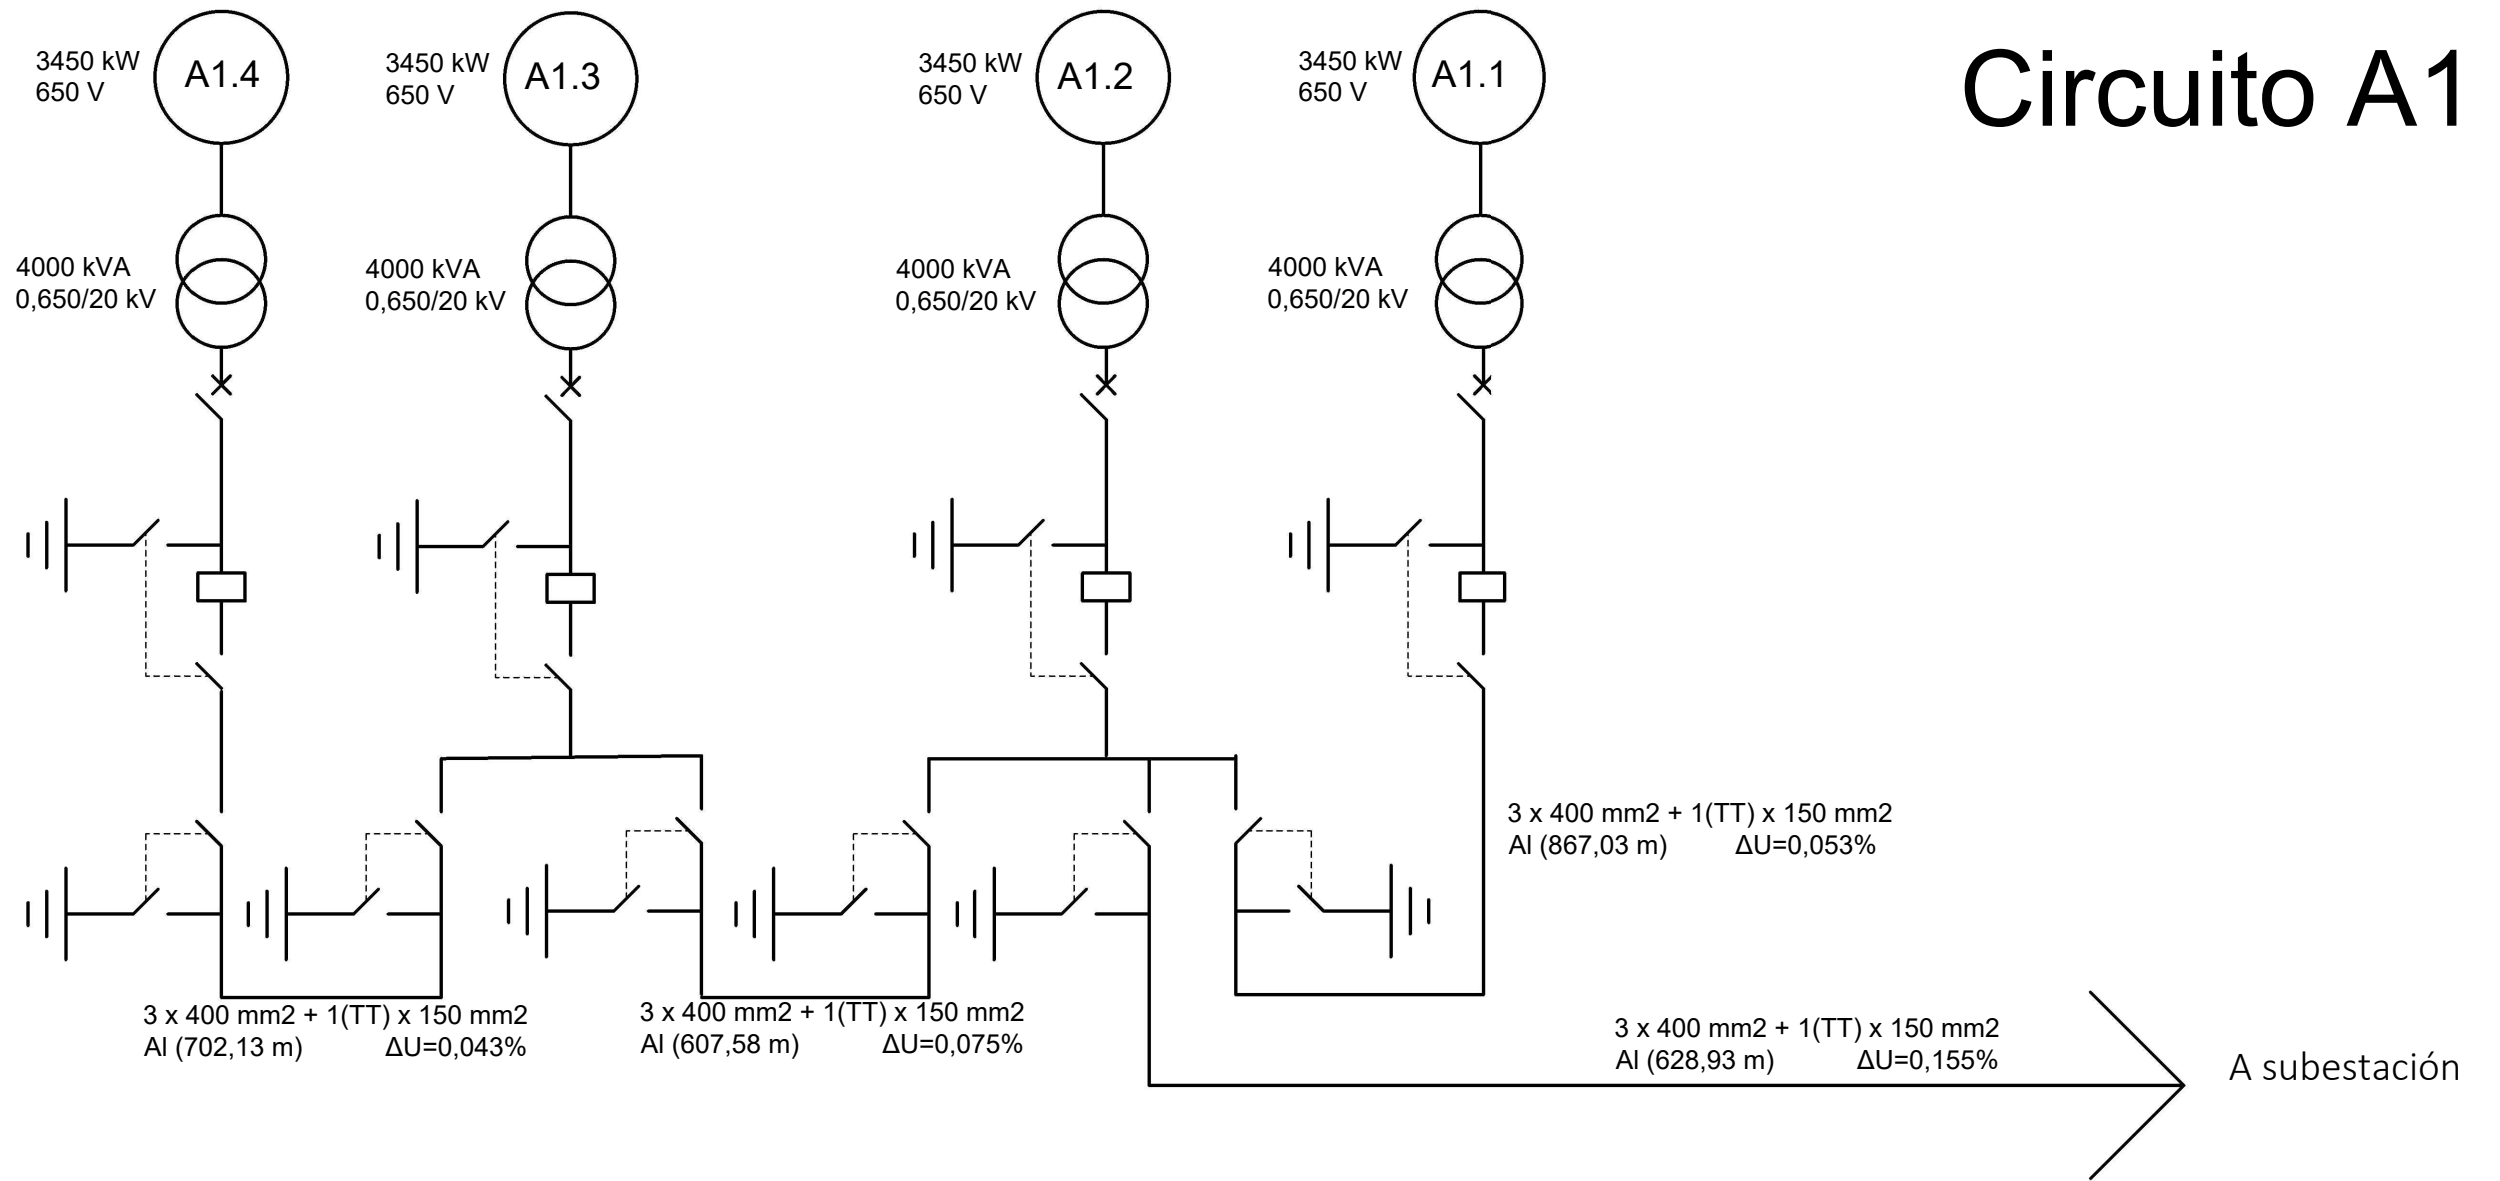 Circuito A1
3450 kW
650 V
A1.4
3450 kW
650 V
A1.3
3450 kW
650 V
A1.2
3450 kW
650 V
A1.1
4000 kVA
0,650/20 kV
4000 kVA
0,650/20 kV
4000 kVA
0,650/20 kV
4000 kVA
0,650/20 kV
3 x 400 mm2 + 1(TT) x 150 mm2
Al (867,03 m) ΔU=0,053%
3 x 400 mm2 + 1(TT) x 150 mm2
Al (702,13 m) ΔU=0,043%
3 x 400 mm2 + 1(TT) x 150 mm2
Al (607,58 m) ΔU=0,075%
3 x 400 mm2 + 1(TT) x 150 mm2
Al (628,93 m) ΔU=0,155%
A subestación